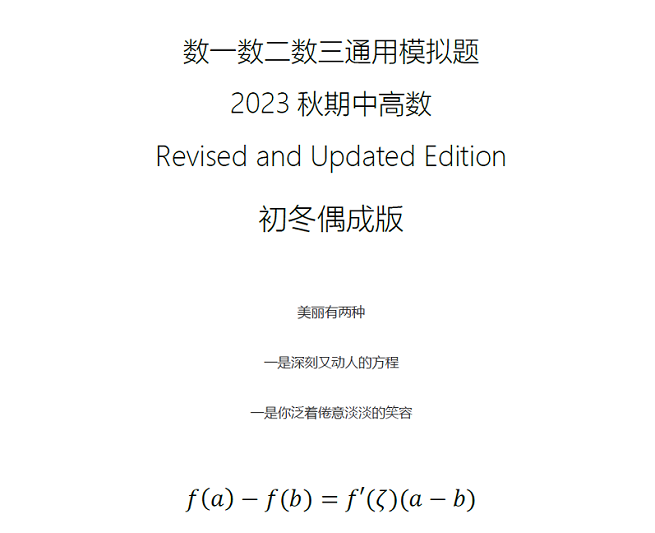 数一数二数三通用模拟题
2023 秋期中高数
Revised and Updated Edition
初冬偶成版
美丽有两种
一是深刻又动人的方程
一是你泛着倦意淡淡的笑容
f(a) − f(b) = f′(ζ)(a − b)